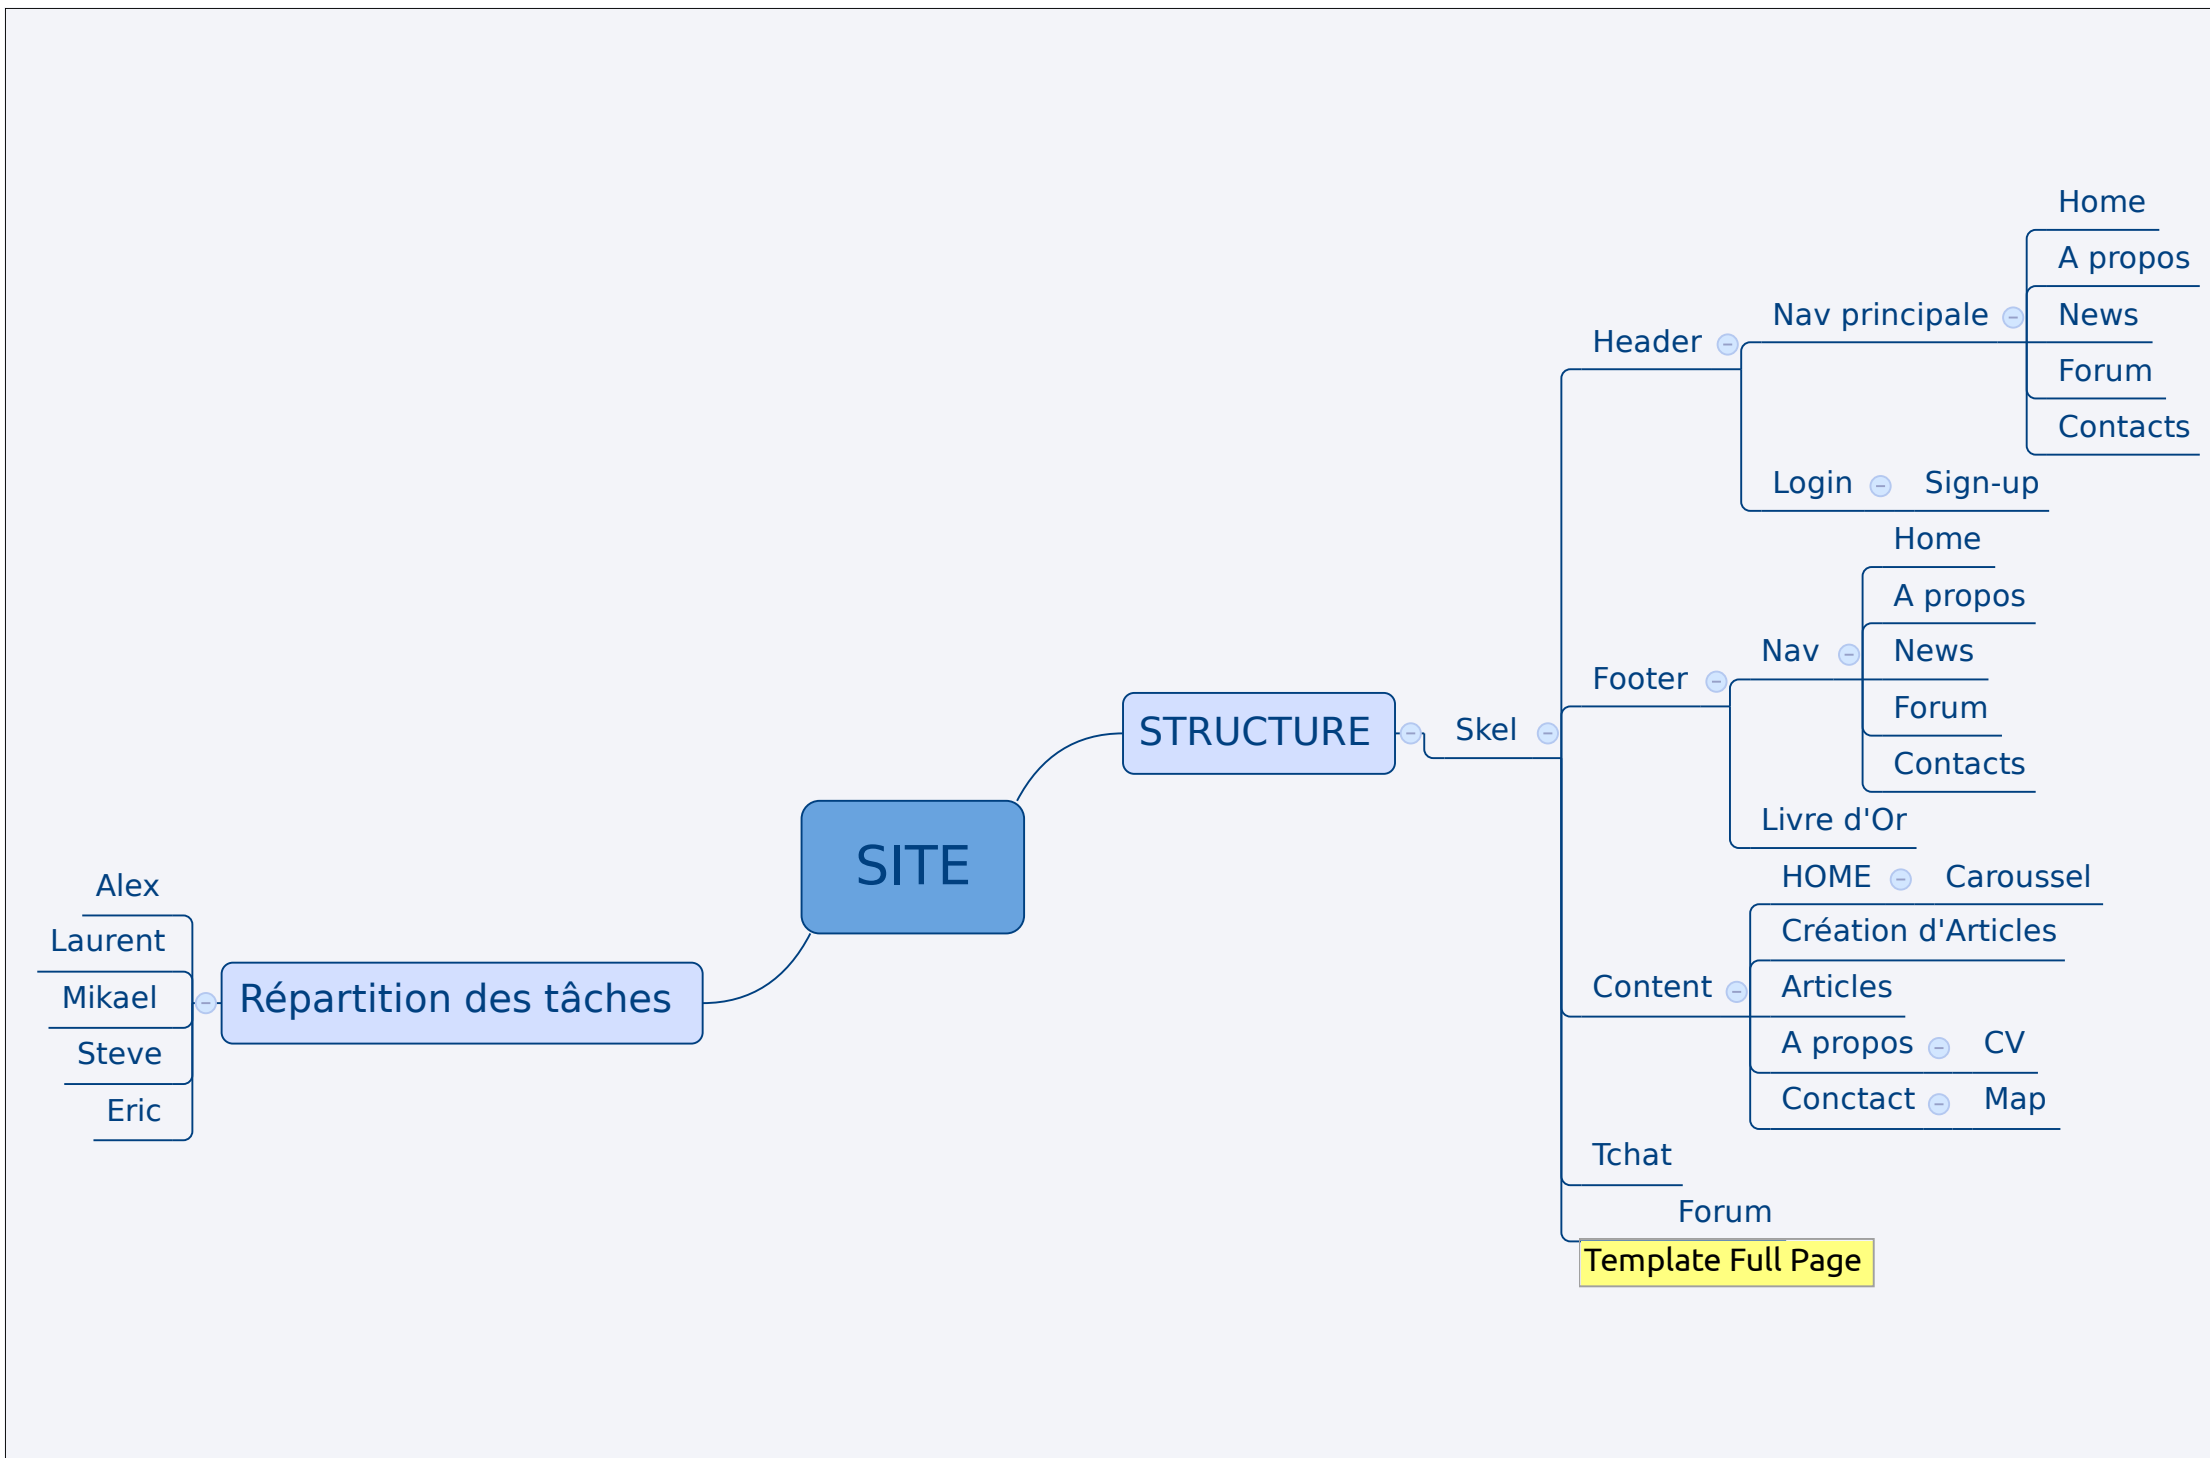 SITE
STRUCTURE
Skel
Header
Nav principale
Home
A propos
News
Forum
Contacts
Login
Sign-up
Footer
Nav
Home
A propos
News
Forum
Contacts
Livre d'Or
Content
HOME
Caroussel
Création d'Articles
Articles
A propos
CV
Conctact
Map
Tchat
Forum
Template Full Page
Répartition des tâches
Alex
Laurent
Mikael
Steve
Eric